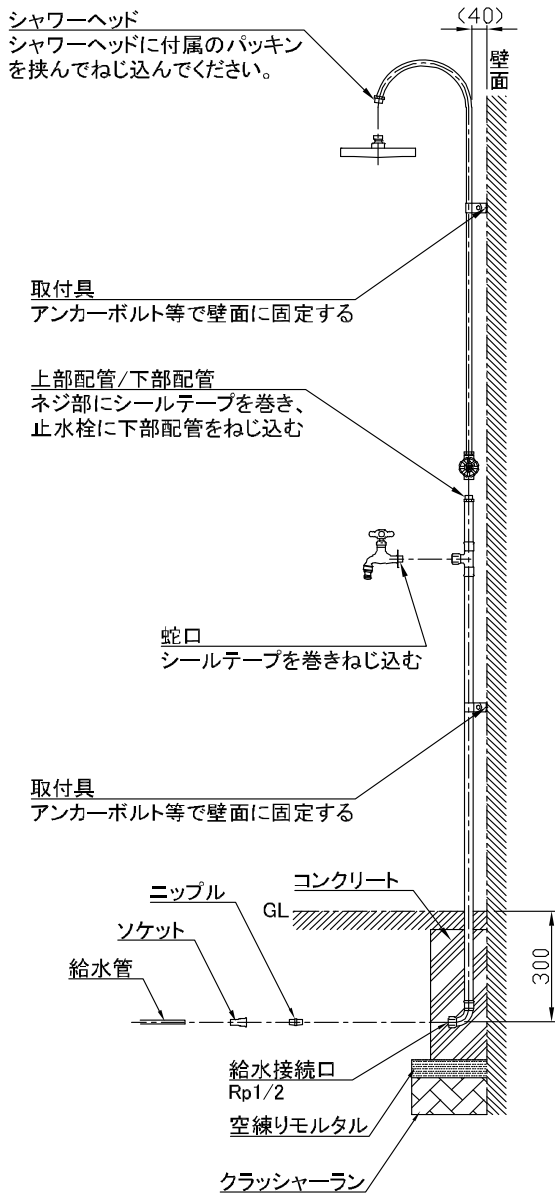 シャワーヘッド
シャワーヘッドに付属のパッキン
を挟んでねじ込んでください。
(40)
壁面
取付具
アンカーボルト等で壁面に固定する
上部配管/下部配管
ネジ部にシールテープを巻き、
止水栓に下部配管をねじ込む
蛇口
シールテープを巻きねじ込む
取付具
アンカーボルト等で壁面に固定する
コンクリート
ニップル
GL
ソケット
給水管
300
給水接続口
Rp1/2
空練りモルタル
クラッシャーラン